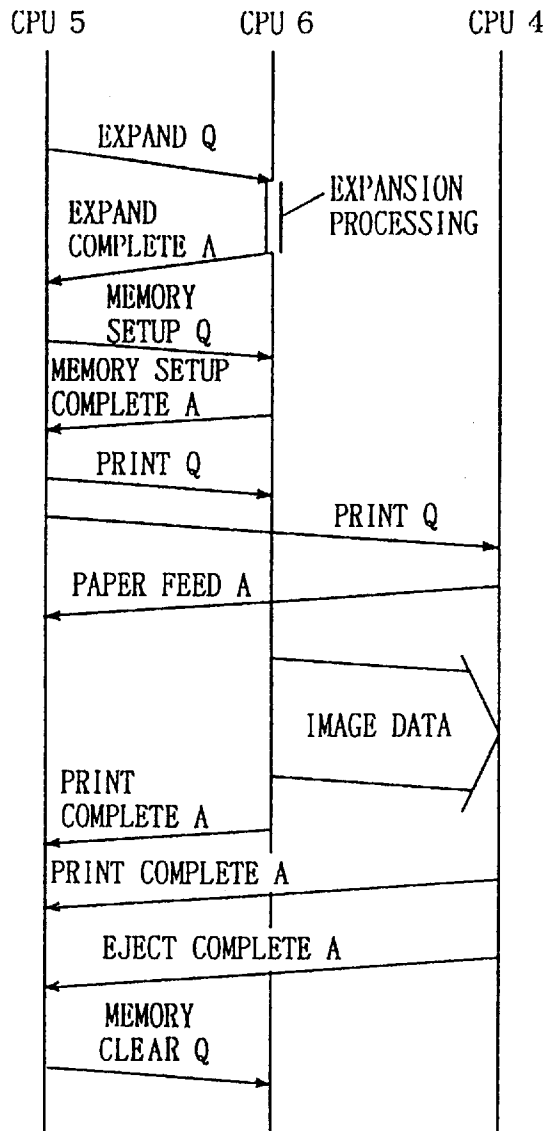 CPU 5 CPU 6 CPU 4
EXPAND Q
EXPANSION
PROCESSING
EXPAND
COMPLETE A
MEMORY
SETUP Q
MEMORY SETUP
COMPLETE A
PRINT Q
PRINT Q
PAPER FEED A
IMAGE DATA
PRINT
COMPLETE A
PRINT COMPLETE A
EJECT COMPLETE A
MEMORY
CLEAR Q